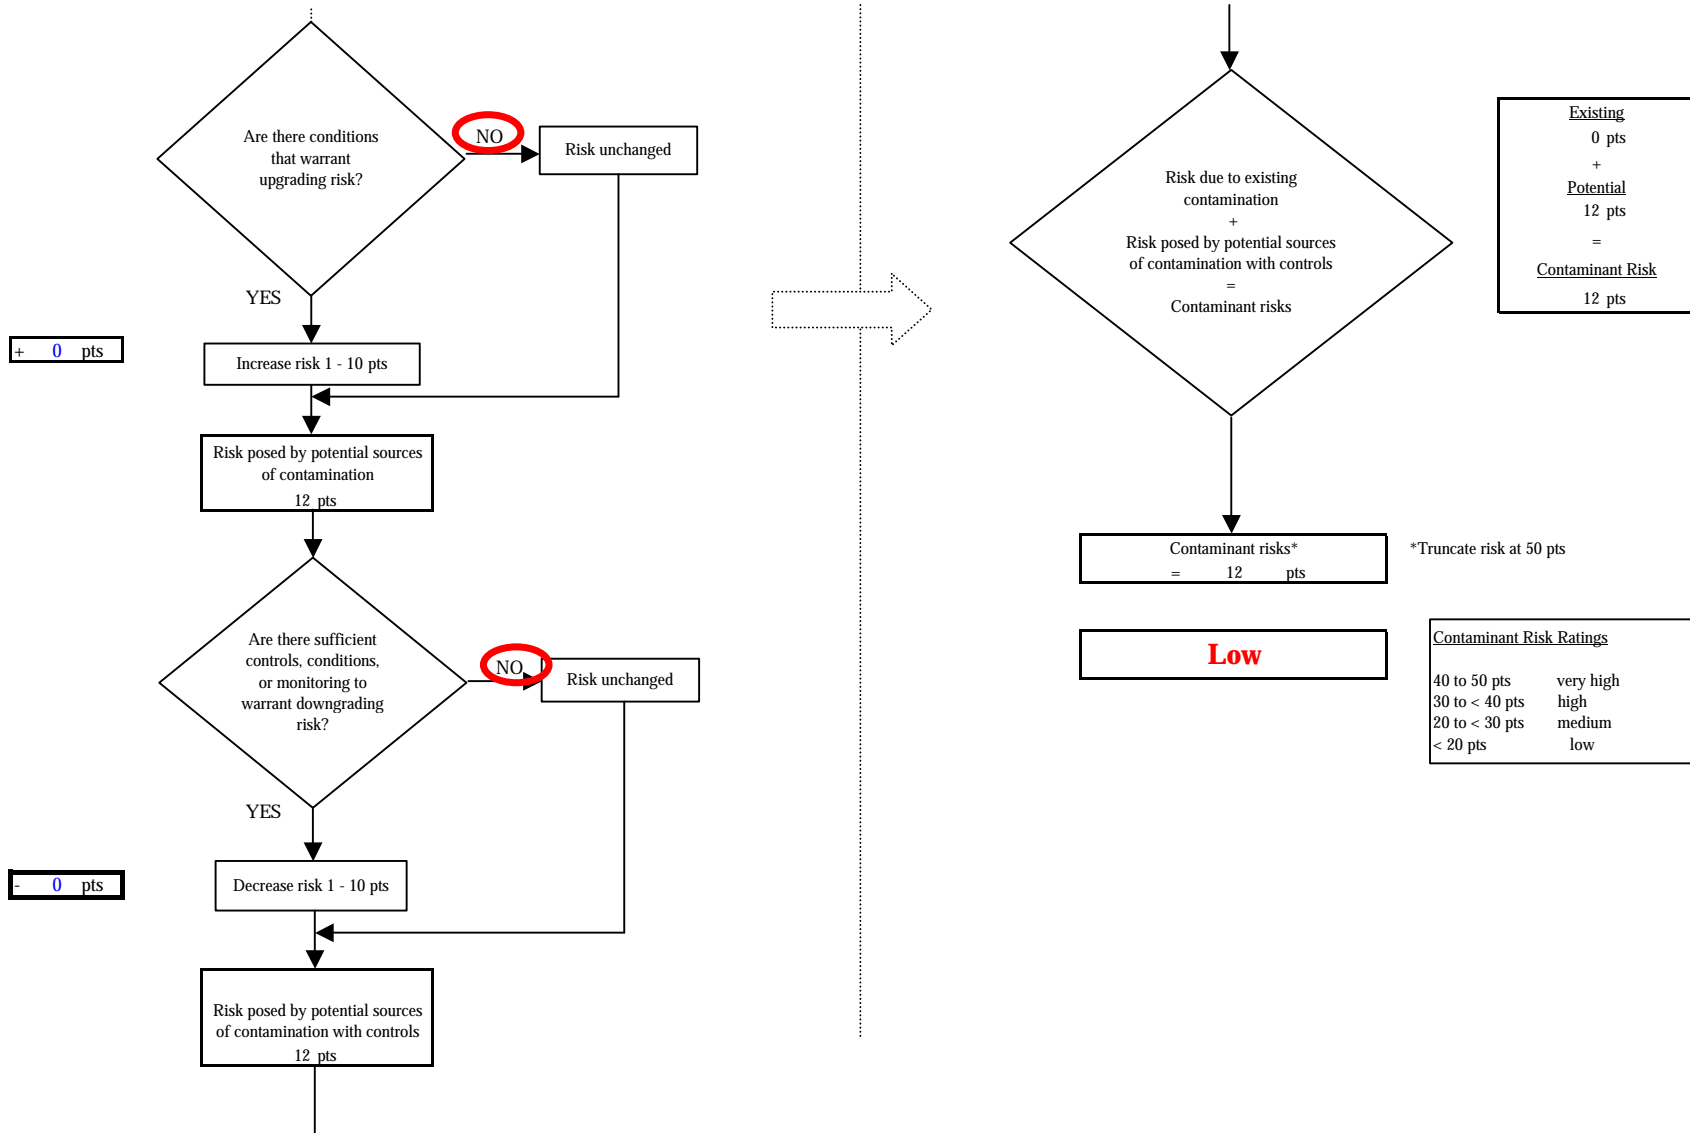 Are there conditions
that warrant
upgrading risk?
NO
Risk unchanged
YES
+ 0 pts
Increase risk 1 - 10 pts
Risk posed by potential sources
of contamination
12 pts
Are there sufficient
controls, conditions,
or monitoring to
warrant downgrading
risk?
NO
Risk unchanged
YES
- 0 pts
Decrease risk 1 - 10 pts
Risk posed by potential sources
of contamination with controls
12 pts
Risk due to existing
contamination
+
Risk posed by potential sources
of contamination with controls
=
Contaminant risks
Existing
0 pts
+
Potential
12 pts
=
Contaminant Risk
12 pts
Contaminant risks*
= 12 pts
*Truncate risk at 50 pts
Low
Contaminant Risk Ratings
40 to 50 pts very high
30 to < 40 pts high
20 to < 30 pts medium
< 20 pts low